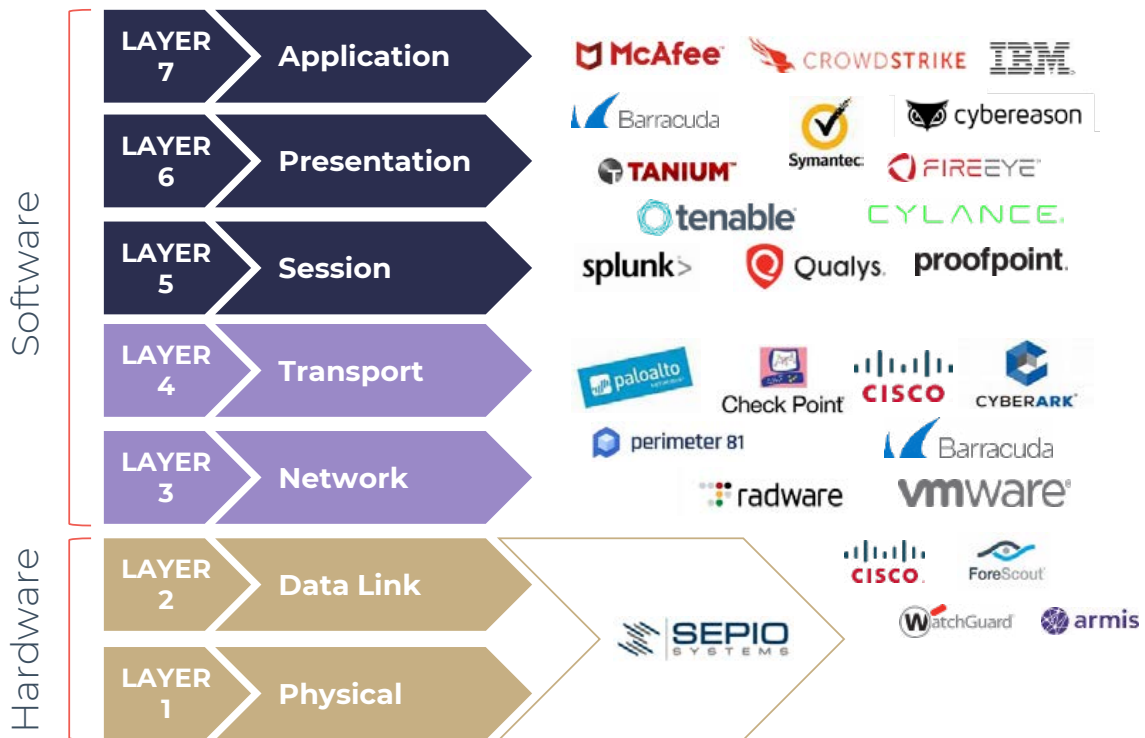 Software
LAYER
7
Application
LAYER
6
Presentation
LAYER
5
Session
LAYER
4
Transport
LAYER
3
Network
Hardware
LAYER
2
Data Link
LAYER
1
Physical
McAfee
CROWDSTRIKE
IBM
Barracuda
Symantec
cybereason
TANIUM
FIREEYE
tenable
CYLANCE
splunk>
Qualys.
proofpoint.
paloalto
Check Point
CISCO
CYBERARK
perimeter 81
Barracuda
radware
vmware
CISCO
ForeScout
WatchGuard
armis
SEPIO
SYSTEMS